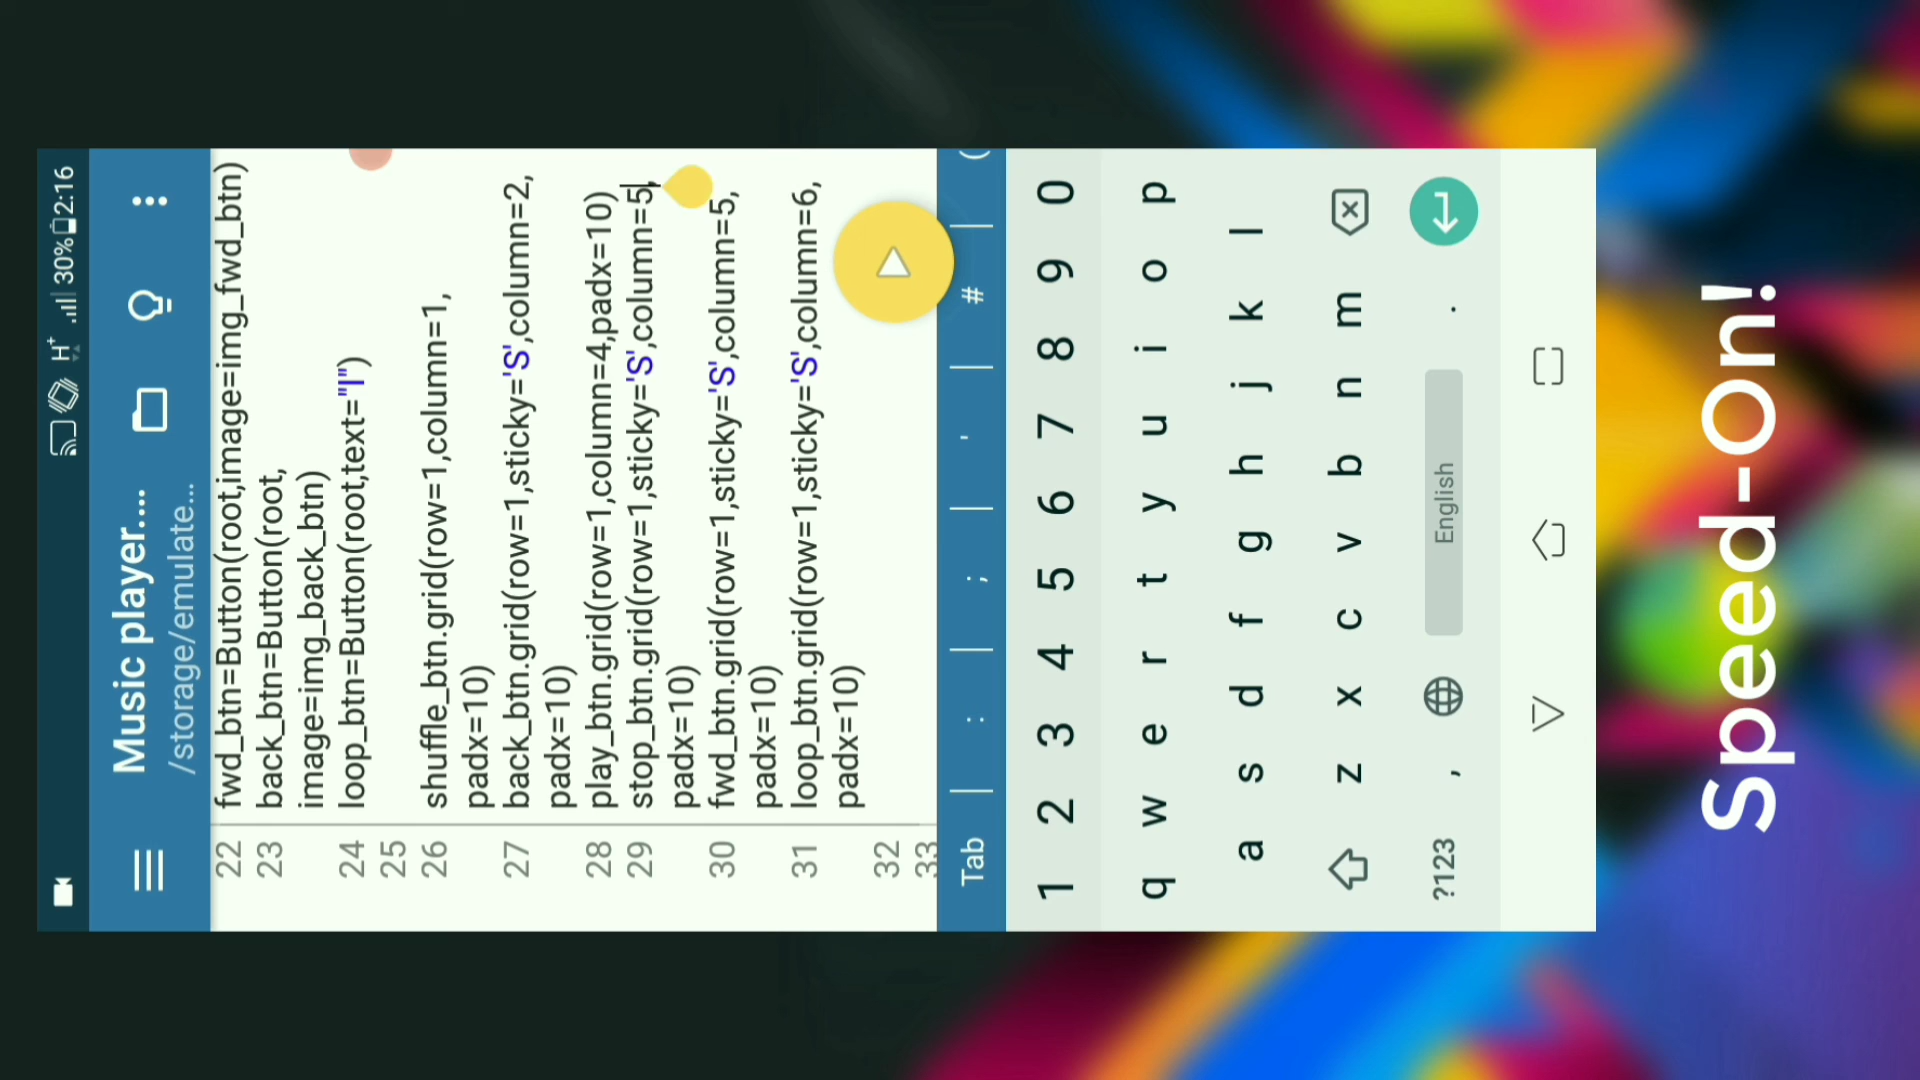 H+ 30% 2:16
Music player....
/storage/emulate...
22 fwd_btn=Button(root,image=img_fwd_btn)
23 back_btn=Button(root,
image=img_back_btn)
24 loop_btn=Button(root,text="l")
25
26 shuffle_btn.grid(row=1,column=1,
padx=10)
27 back_btn.grid(row=1,sticky='S',column=2,
padx=10)
28 play_btn.grid(row=1,column=4,padx=10)
29 stop_btn.grid(row=1,sticky='S',column=5,
padx=10)
30 fwd_btn.grid(row=1,sticky='S',column=5,
padx=10)
31 loop_btn.grid(row=1,sticky='S',column=6,
padx=10)
32
33
Tab : ; ' # (
1 2 3 4 5 6 7 8 9 0
q w e r t y u i o p
a s d f g h j k l
z x c v b n m
?123 , English .
Speed-On!